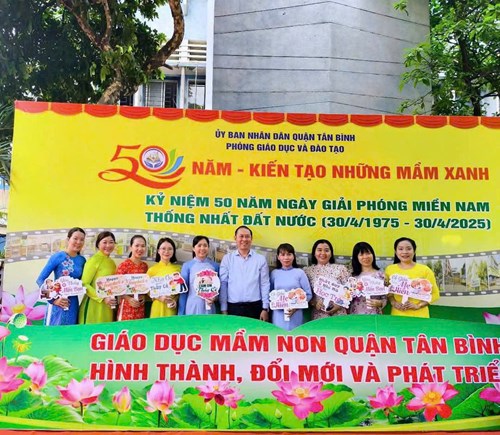 ỦY BAN NHÂN DÂN QUẬN TÂN BÌNH
PHÒNG GIÁO DỤC VÀ ĐÀO TẠO
50 NĂM - KIẾN TẠO NHỮNG MẦM XANH
KỶ NIỆM 50 NĂM NGÀY GIẢI PHÓNG MIỀN NAM
THỐNG NHẤT ĐẤT NƯỚC (30/4/1975 - 30/4/2025)
GIÁO DỤC MẦM NON QUẬN TÂN BÌNH
HÌNH THÀNH, ĐỔI MỚI VÀ PHÁT TRIỂ